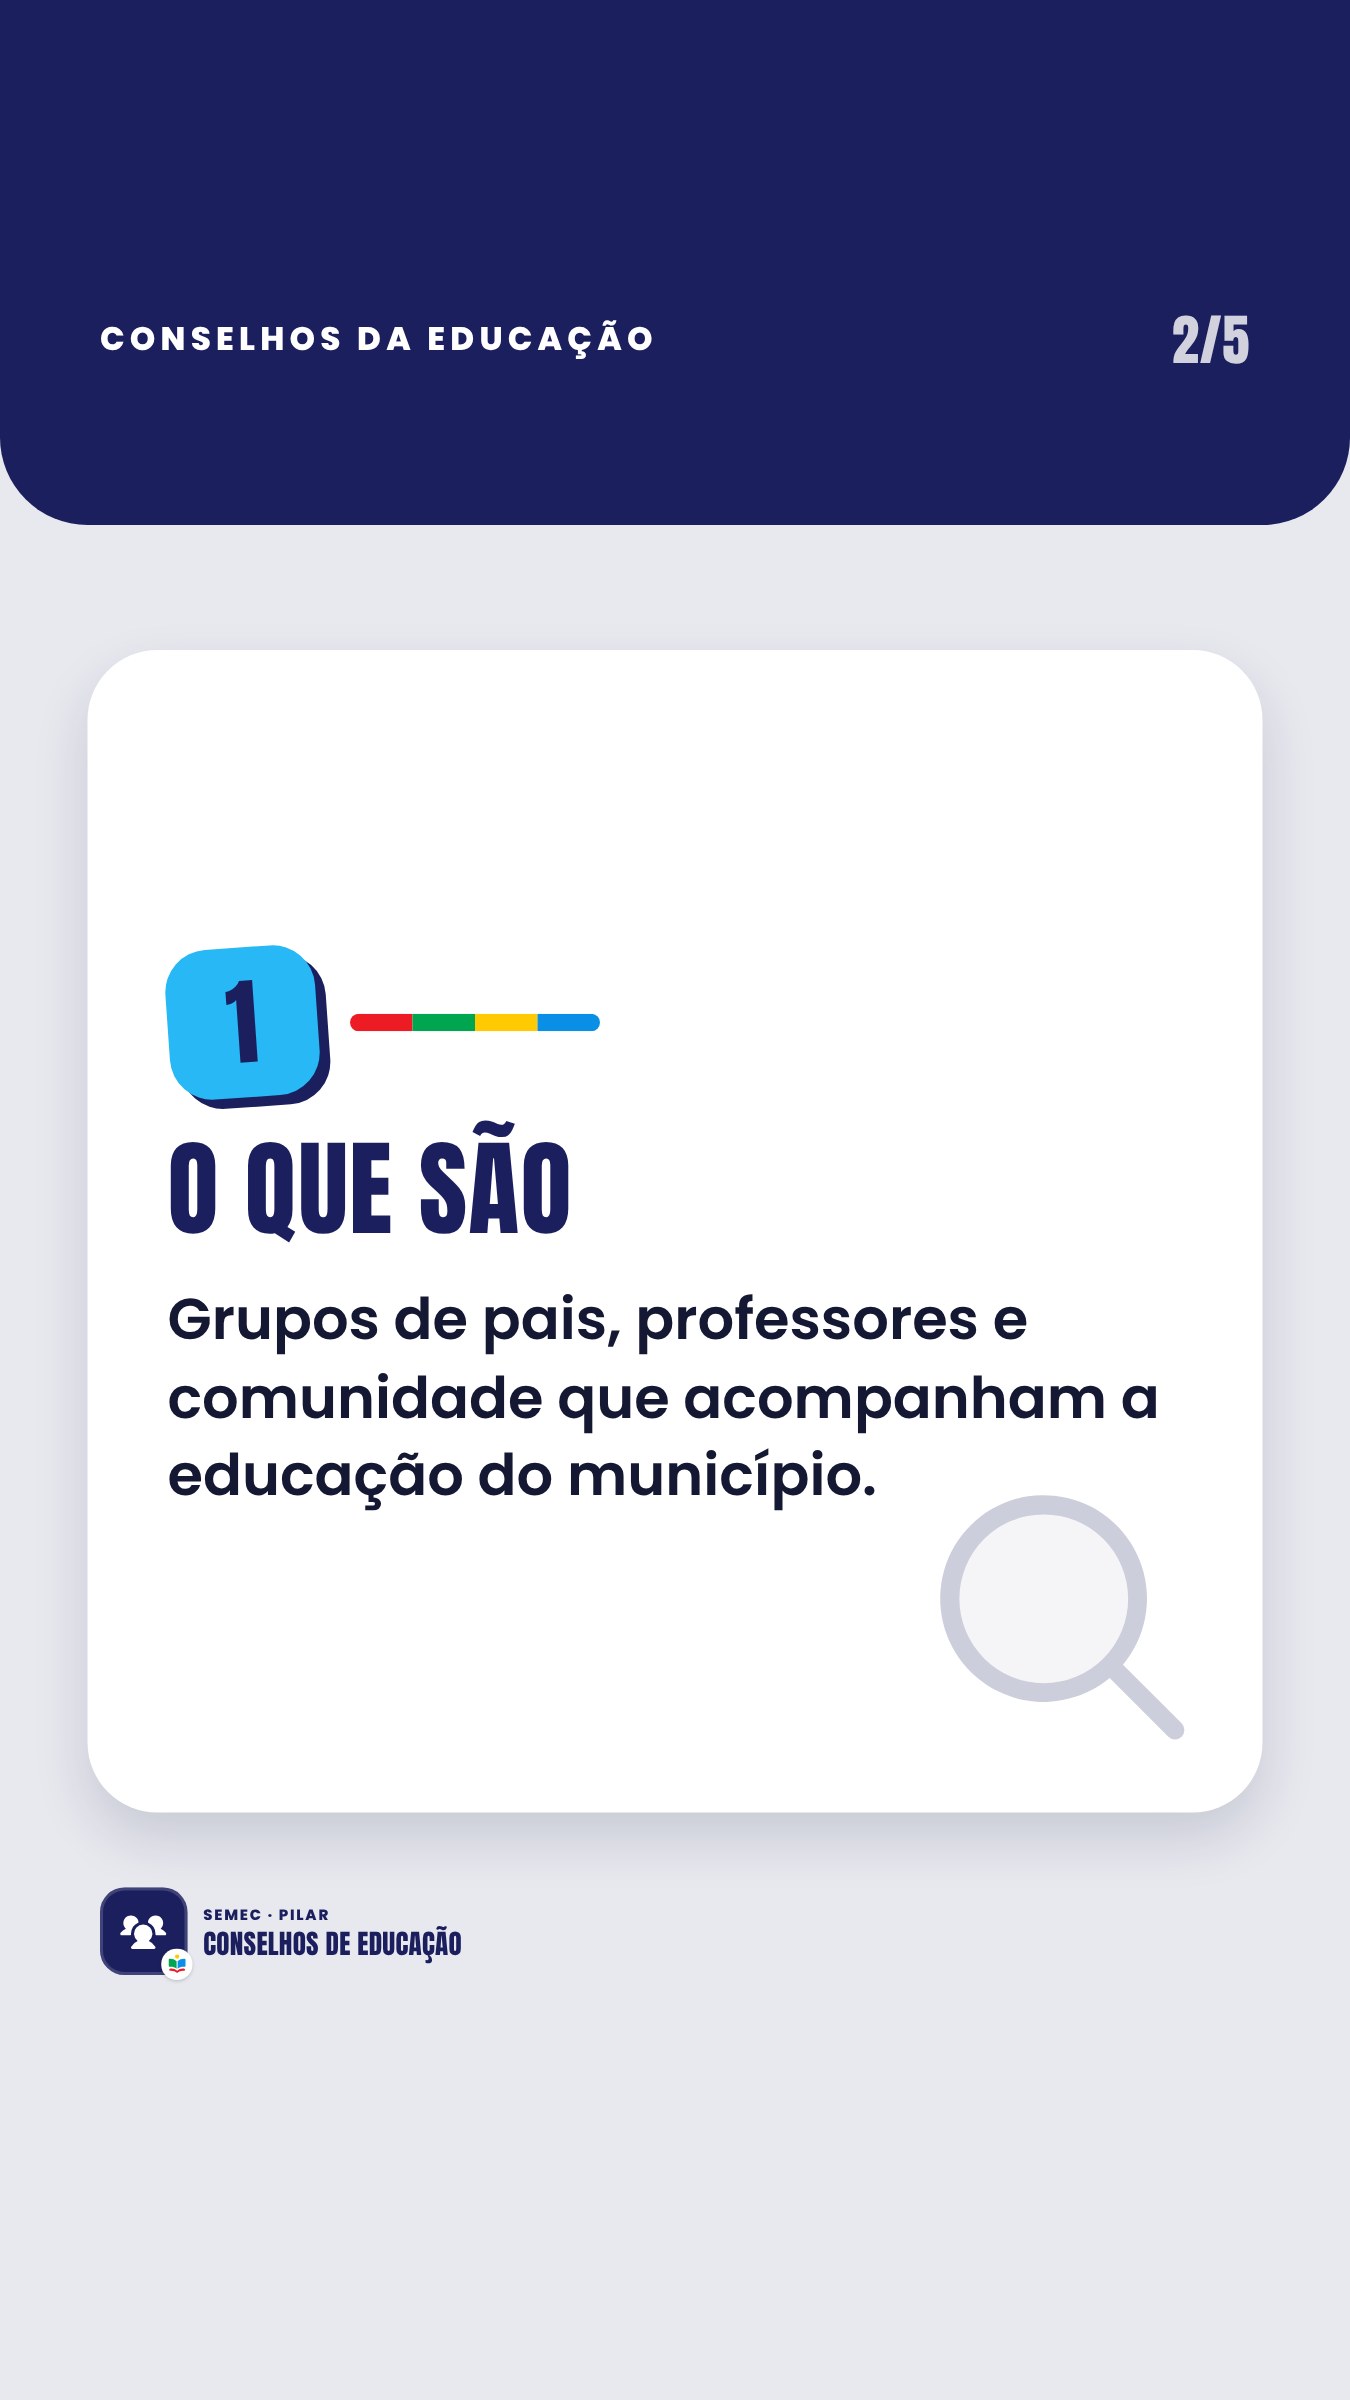 CONSELHOS DA EDUCAÇÃO
2/5
1
O QUE SÃO
Grupos de pais, professores e
comunidade que acompanham a
educação do município.
SEMEC · PILAR
CONSELHOS DE EDUCAÇÃO